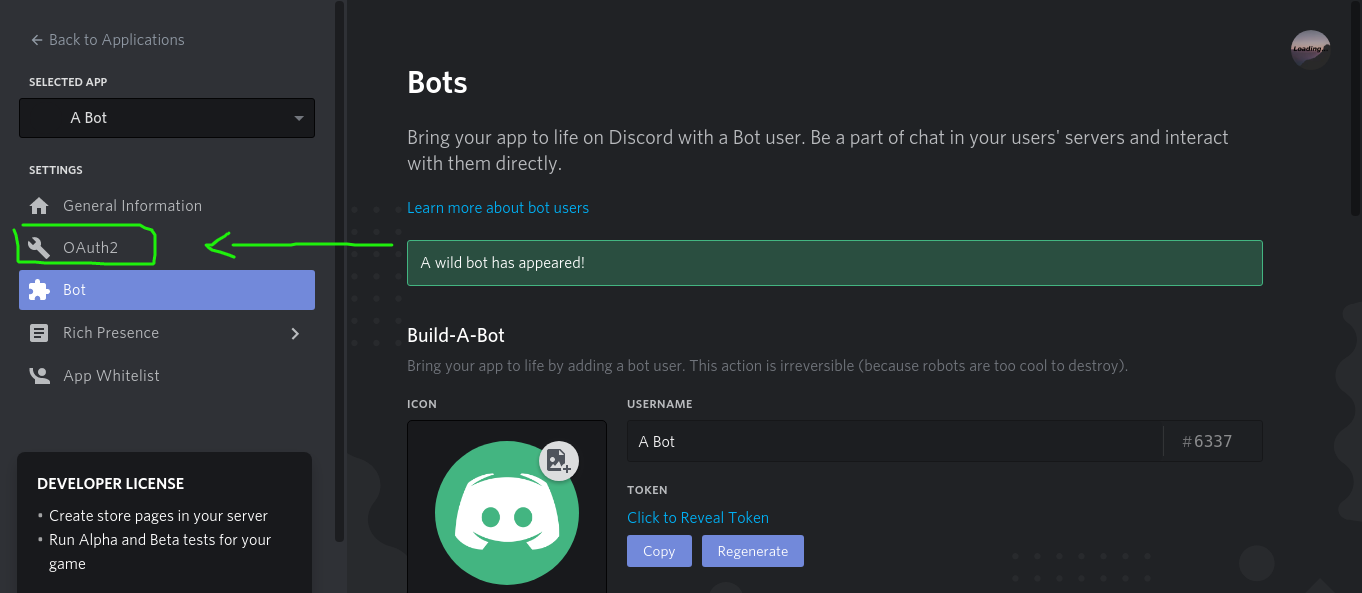 Back to Applications
SELECTED APP
A Bot
SETTINGS
General Information
OAuth2
Bot
Rich Presence
App Whitelist
DEVELOPER LICENSE
• Create store pages in your server
• Run Alpha and Beta tests for your
game
Loading...
Bots
Bring your app to life on Discord with a Bot user. Be a part of chat in your users' servers and interact
with them directly.
Learn more about bot users
A wild bot has appeared!
Build-A-Bot
Bring your app to life by adding a bot user. This action is irreversible (because robots are too cool to destroy).
ICON
USERNAME
A Bot
#6337
TOKEN
Click to Reveal Token
Copy
Regenerate